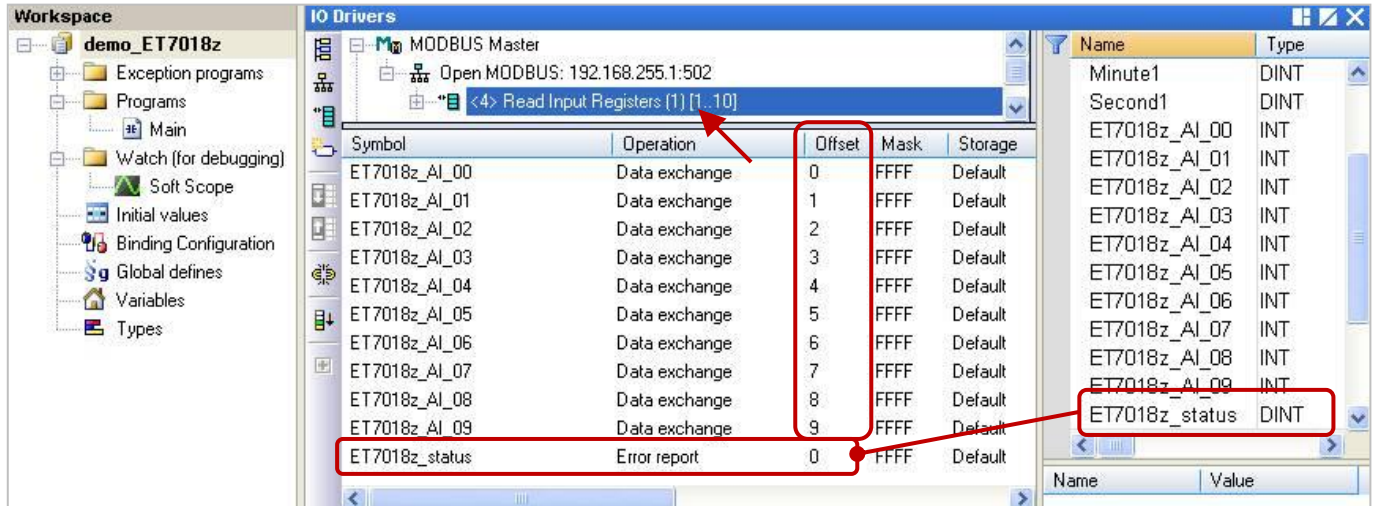 Workspace
demo_ET7018z
Exception programs
Programs
Main
Watch (for debugging)
Soft Scope
Initial values
Binding Configuration
Global defines
Variables
Types
IO Drivers
MODBUS Master
Open MODBUS: 192.168.255.1:502
<4> Read Input Registers (1) [1..10]
Symbol Operation Offset Mask Storage
ET7018z_AI_00 Data exchange 0 FFFF Default
ET7018z_AI_01 Data exchange 1 FFFF Default
ET7018z_AI_02 Data exchange 2 FFFF Default
ET7018z_AI_03 Data exchange 3 FFFF Default
ET7018z_AI_04 Data exchange 4 FFFF Default
ET7018z_AI_05 Data exchange 5 FFFF Default
ET7018z_AI_06 Data exchange 6 FFFF Default
ET7018z_AI_07 Data exchange 7 FFFF Default
ET7018z_AI_08 Data exchange 8 FFFF Default
ET7018z_AI_09 Data exchange 9 FFFF Default
ET7018z_status Error report 0 FFFF Default
Name Type
Minute1 DINT
Second1 DINT
ET7018z_AI_00 INT
ET7018z_AI_01 INT
ET7018z_AI_02 INT
ET7018z_AI_03 INT
ET7018z_AI_04 INT
ET7018z_AI_05 INT
ET7018z_AI_06 INT
ET7018z_AI_07 INT
ET7018z_AI_08 INT
ET7018z_AI_09 INT
ET7018z_status DINT
Name Value